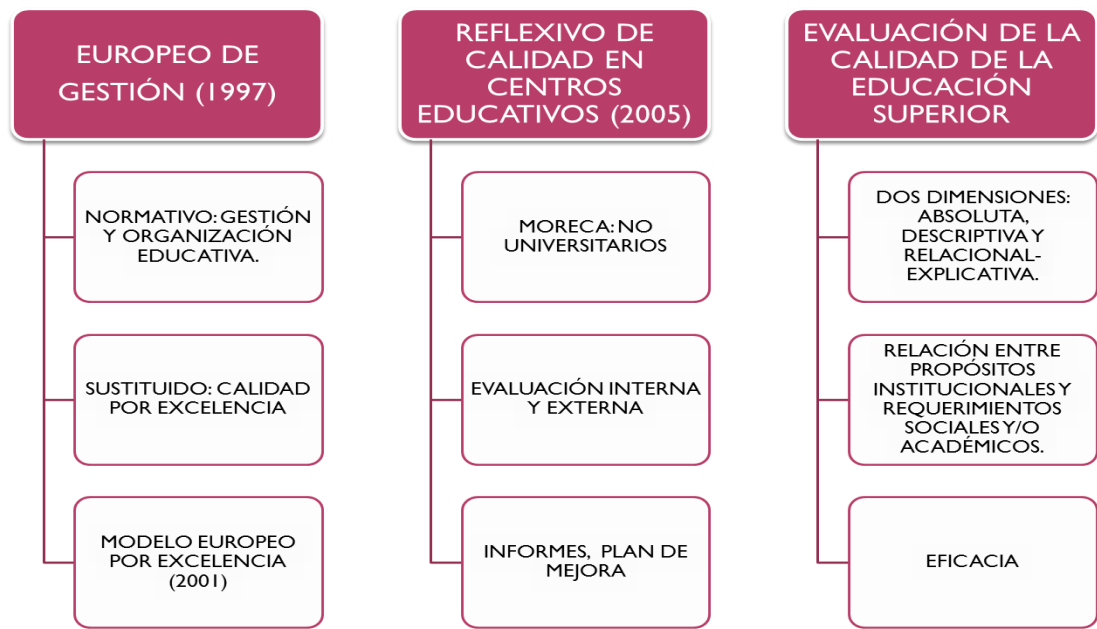 EUROPEO DE
GESTIÓN (1997)
NORMATIVO: GESTIÓN
Y ORGANIZACIÓN
EDUCATIVA.
SUSTITUIDO: CALIDAD
POR EXCELENCIA
MODELO EUROPEO
POR EXCELENCIA
(2001)
REFLEXIVO DE
CALIDAD EN
CENTROS
EDUCATIVOS (2005)
MORECA: NO
UNIVERSITARIOS
EVALUACIÓN INTERNA
Y EXTERNA
INFORMES, PLAN DE
MEJORA
EVALUACIÓN DE LA
CALIDAD DE LA
EDUCACIÓN
SUPERIOR
DOS DIMENSIONES:
ABSOLUTA,
DESCRIPTIVA Y
RELACIONAL-
EXPLICATIVA.
RELACIÓN ENTRE
PROPÓSITOS
INSTITUCIONALES Y
REQUERIMIENTOS
SOCIALES Y/O
ACADÉMICOS.
EFICACIA